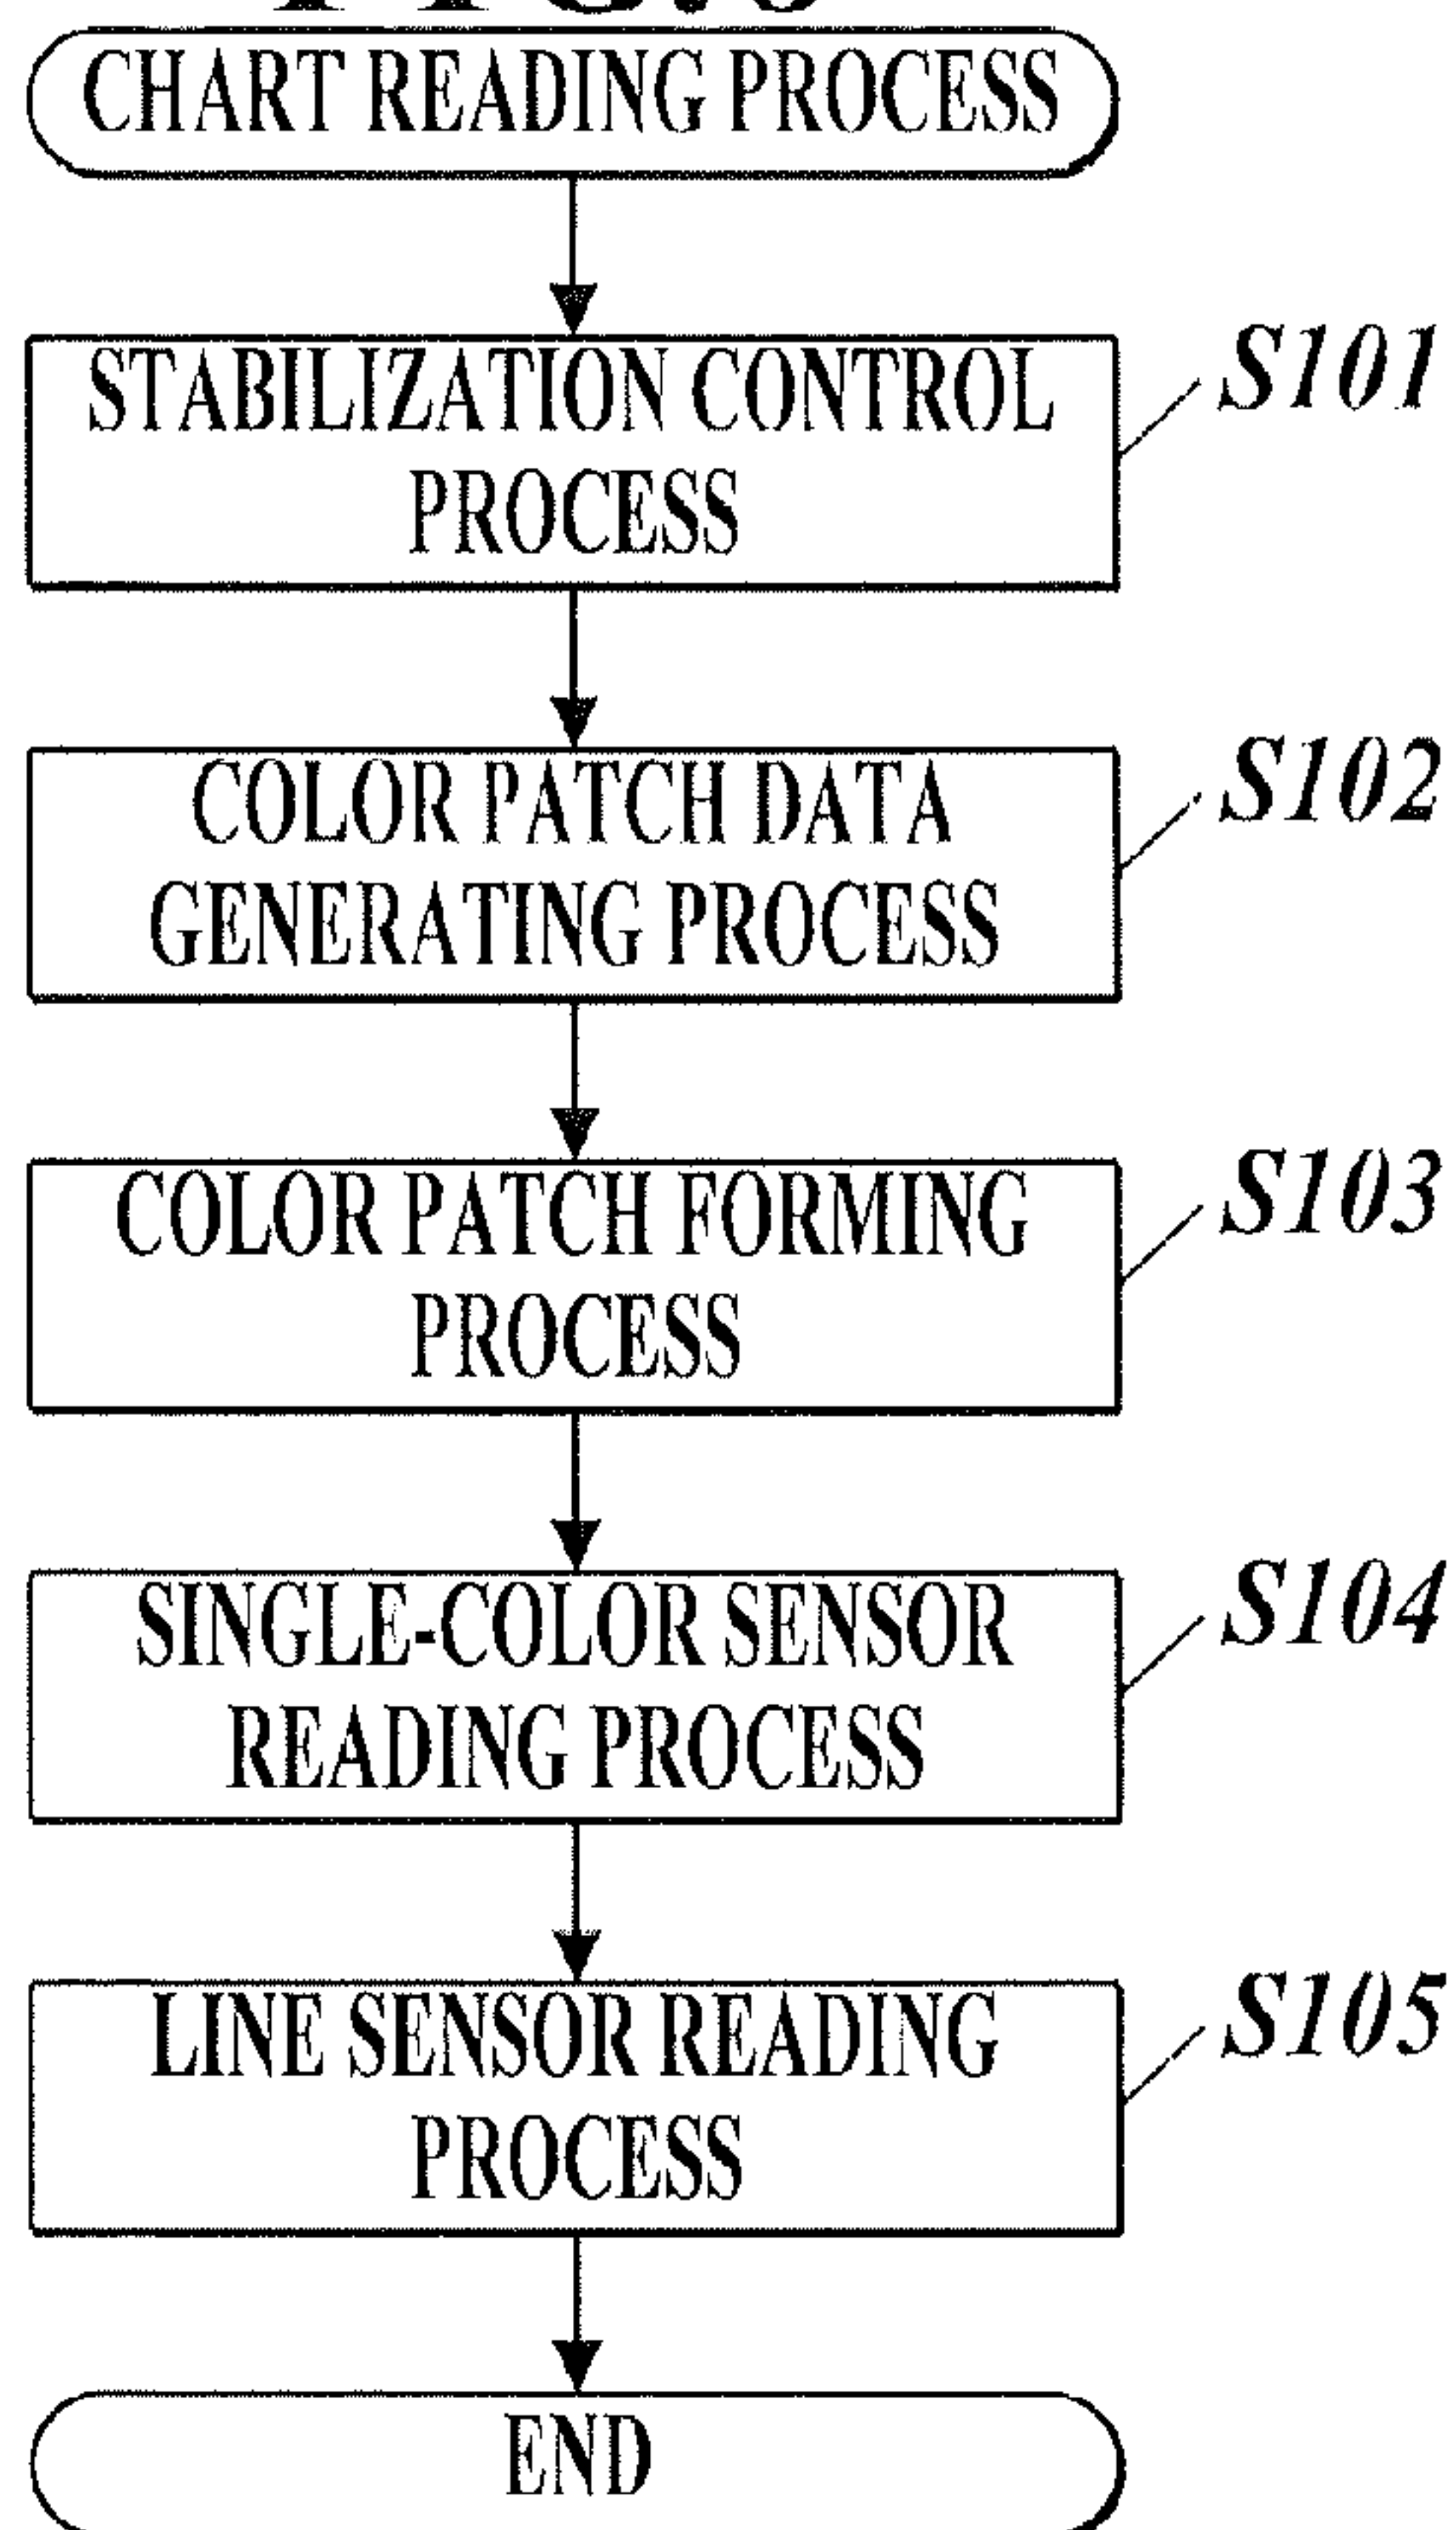 CHART READING PROCESS
STABILIZATION CONTROL
PROCESS
S101
COLOR PATCH DATA
GENERATING PROCESS
S102
COLOR PATCH FORMING
PROCESS
S103
SINGLE-COLOR SENSOR
READING PROCESS
S104
LINE SENSOR READING
PROCESS
S105
END